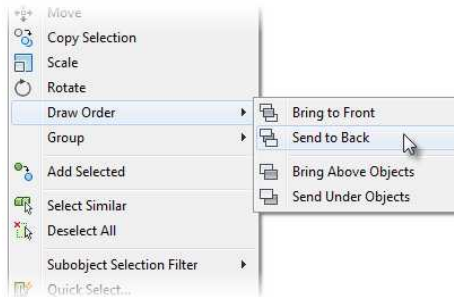 Move
Copy Selection
Scale
Rotate
Draw Order
Group
Add Selected
Select Similar
Deselect All
Subobject Selection Filter
Quick Select...
Bring to Front
Send to Back
Bring Above Objects
Send Under Objects